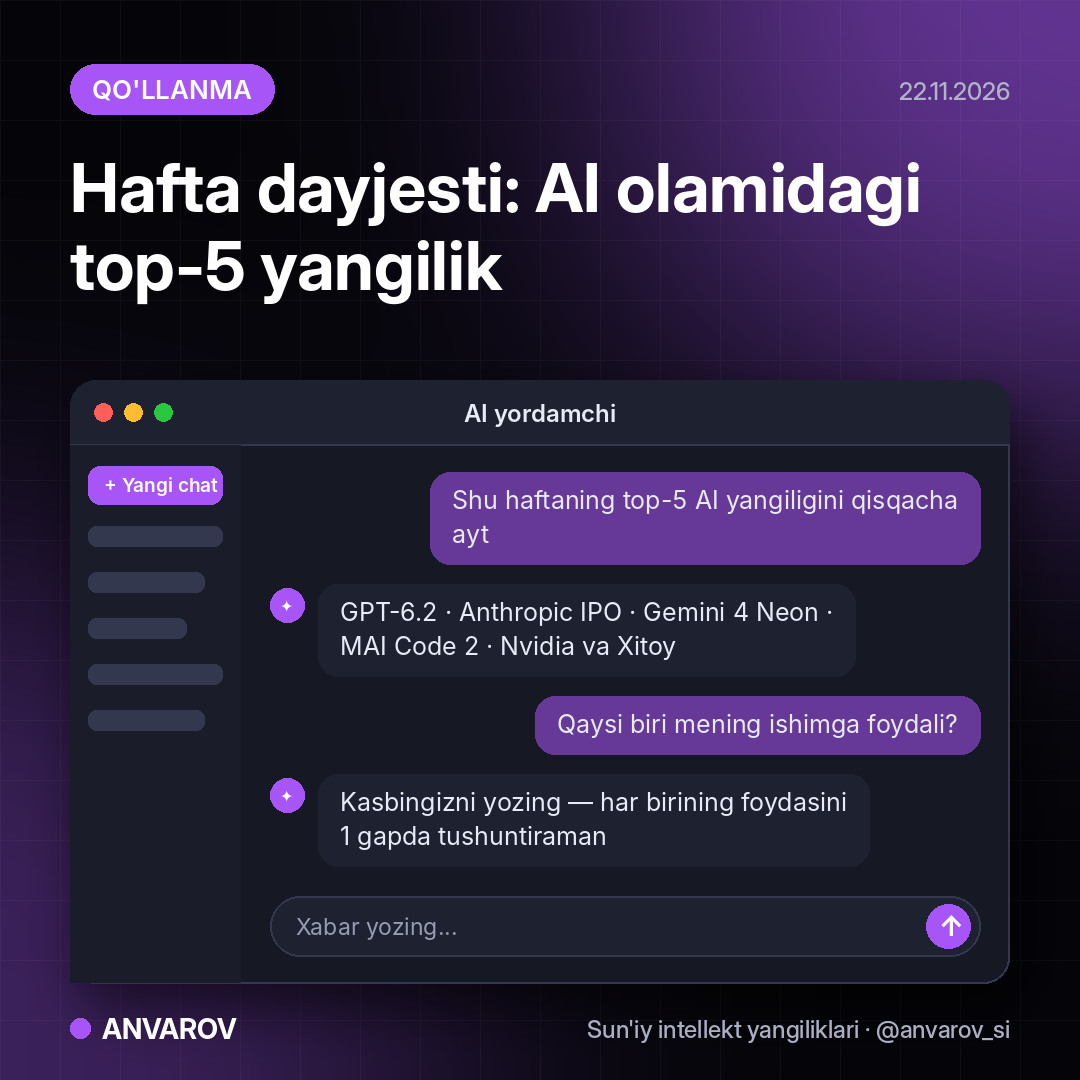 QO'LLANMA
22.11.2026
Hafta dayjesti: AI olamidagi
top-5 yangilik
AI yordamchi
+ Yangi chat
Shu haftaning top-5 AI yangiligini qisqacha
ayt
GPT-6.2 · Anthropic IPO · Gemini 4 Neon ·
MAI Code 2 · Nvidia va Xitoy
Qaysi biri mening ishimga foydali?
Kasbingizni yozing — har birining foydasini
1 gapda tushuntiraman
Xabar yozing...
ANVAROV
Sun'iy intellekt yangiliklari · @anvarov_si